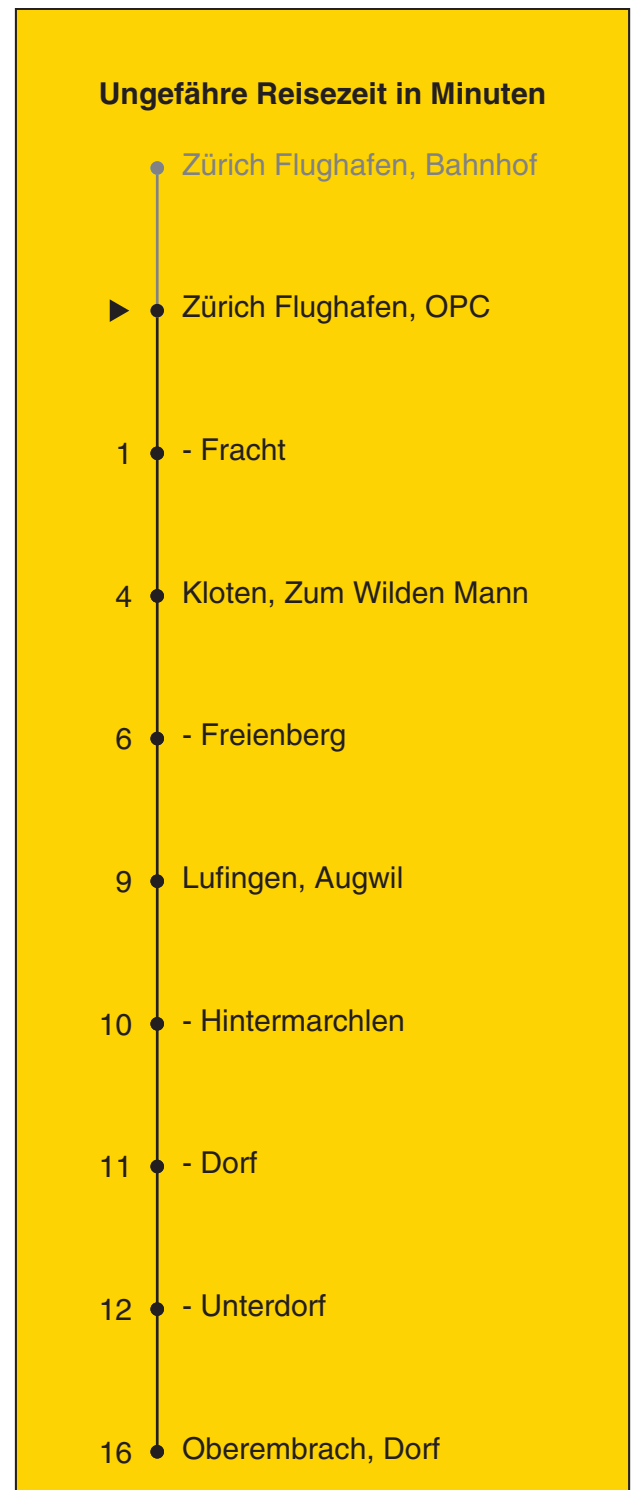 Ungefähre Reisezeit in Minuten
Zürich Flughafen, Bahnhof
Zürich Flughafen, OPC
1 - Fracht
4 Kloten, Zum Wilden Mann
6 - Freienberg
9 Lufingen, Augwil
10 - Hintermarchlen
11 - Dorf
12 - Unterdorf
16 Oberembrach, Dorf